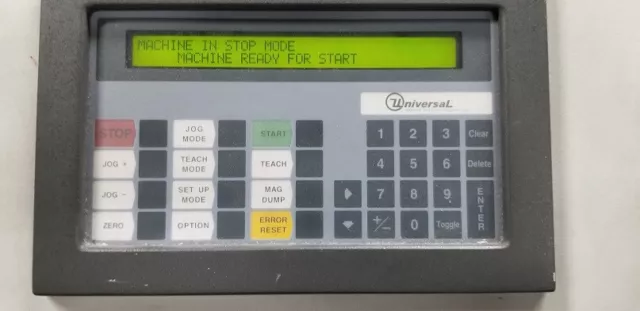 MACHINE IN STOP MODE
MACHINE READY FOR START
Universal
STOP
JOG MODE
START
1
2
3
Clear
JOG +
TEACH MODE
TEACH
4
5
6
Delete
JOG -
SET UP MODE
MAG DUMP
7
8
9
ENTER
ZERO
OPTION
ERROR RESET
+/-
0
Toggle